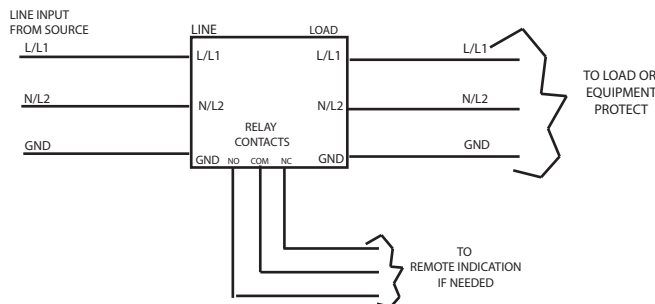 LINE INPUT
FROM SOURCE
L/L1
N/L2
GND
LINE
LOAD
L/L1
L/L1
N/L2
N/L2
RELAY
CONTACTS
GND
NO
COM
NC
GND
L/L1
N/L2
GND
TO LOAD OR
EQUIPMENT
PROTECT
TO
REMOTE INDICATION
IF NEEDED